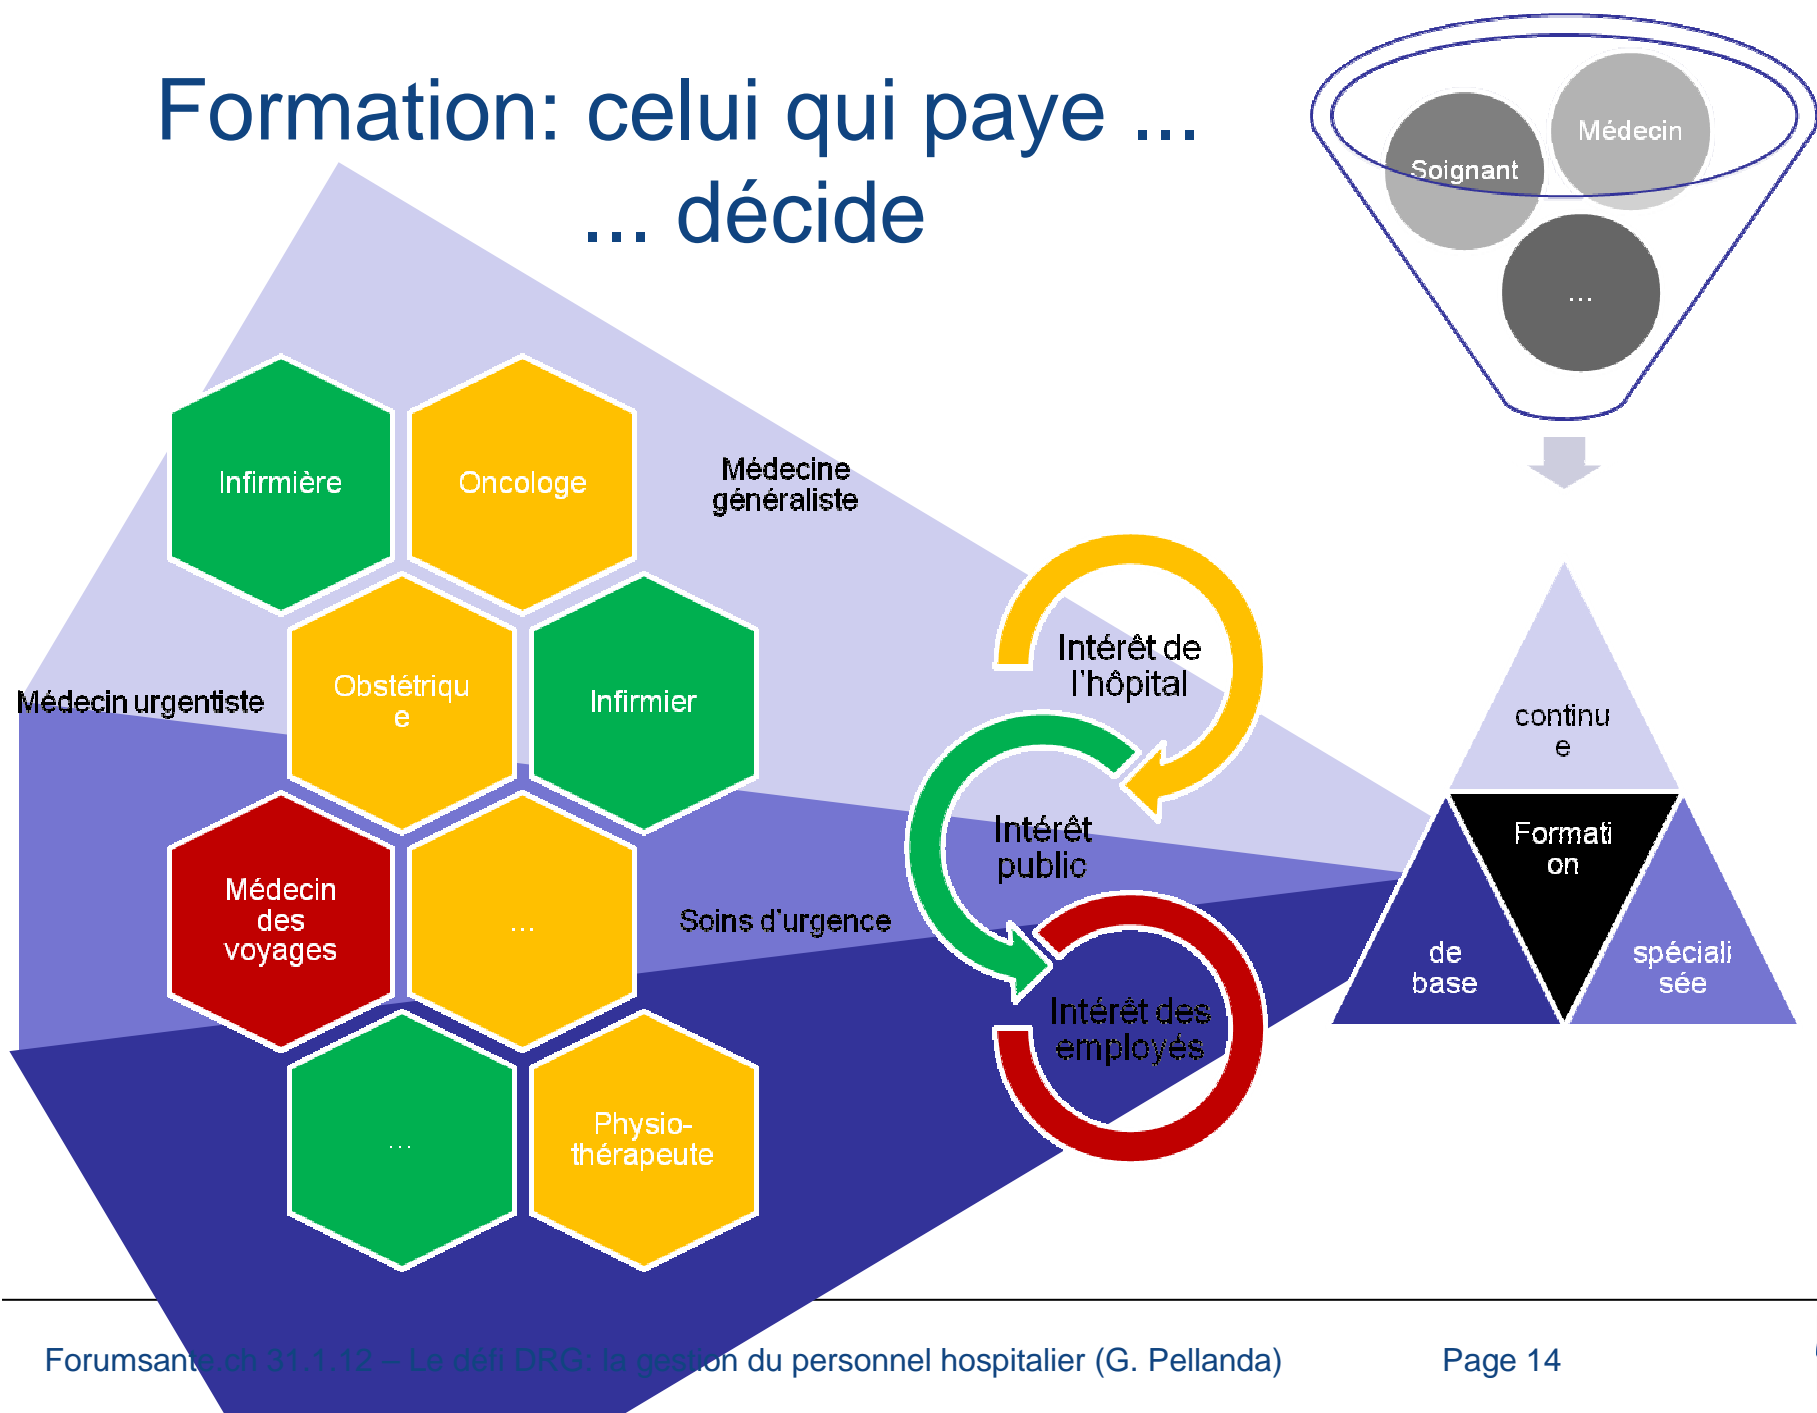 Formation: celui qui paye ...
... décide
Médecin
Soignant
...
Infirmière
Oncologe
Médecine
généraliste
Intérêt de
l'hôpital
Médecin urgentiste
Obstétriqu
e
Infirmier
continu
e
Intérêt
public
Formati
on
Médecin
des
voyages
...
Soins d'urgence
de
base
spéciali
sée
Intérêt des
employés
...
Physio-
thérapeute
Forumsante.ch 31.1.12 – Le défi DRG: la gestion du personnel hospitalier (G. Pellanda)
Page 14